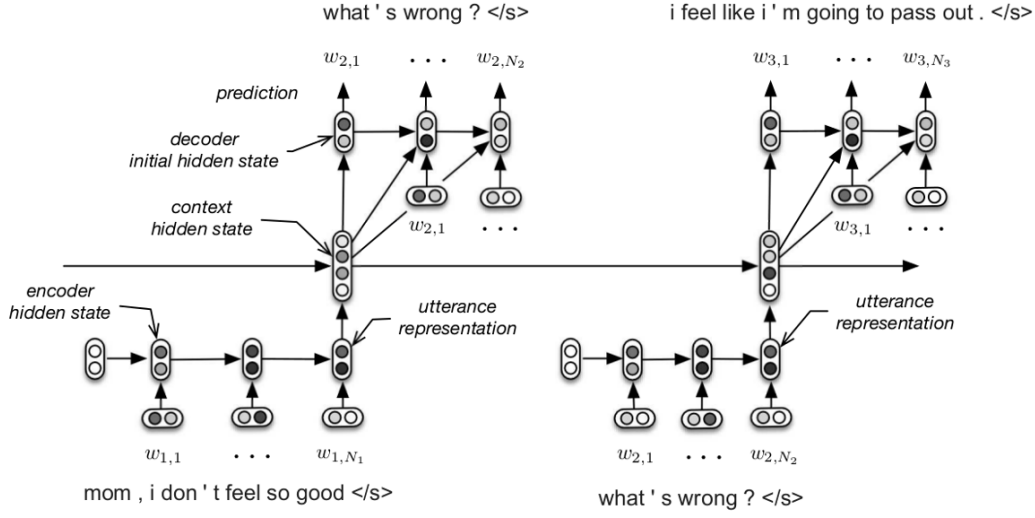 what ' s wrong ? </s>
i feel like i ' m going to pass out . </s>
w2,1 · · · w2,N2
w3,1 · · · w3,N3
prediction
decoder
initial hidden state
context
hidden state
w2,1 · · ·
w3,1 · · ·
encoder
hidden state
utterance
representation
utterance
representation
w1,1 · · · w1,N1
w2,1 · · · w2,N2
mom , i don ' t feel so good </s>
what ' s wrong ? </s>